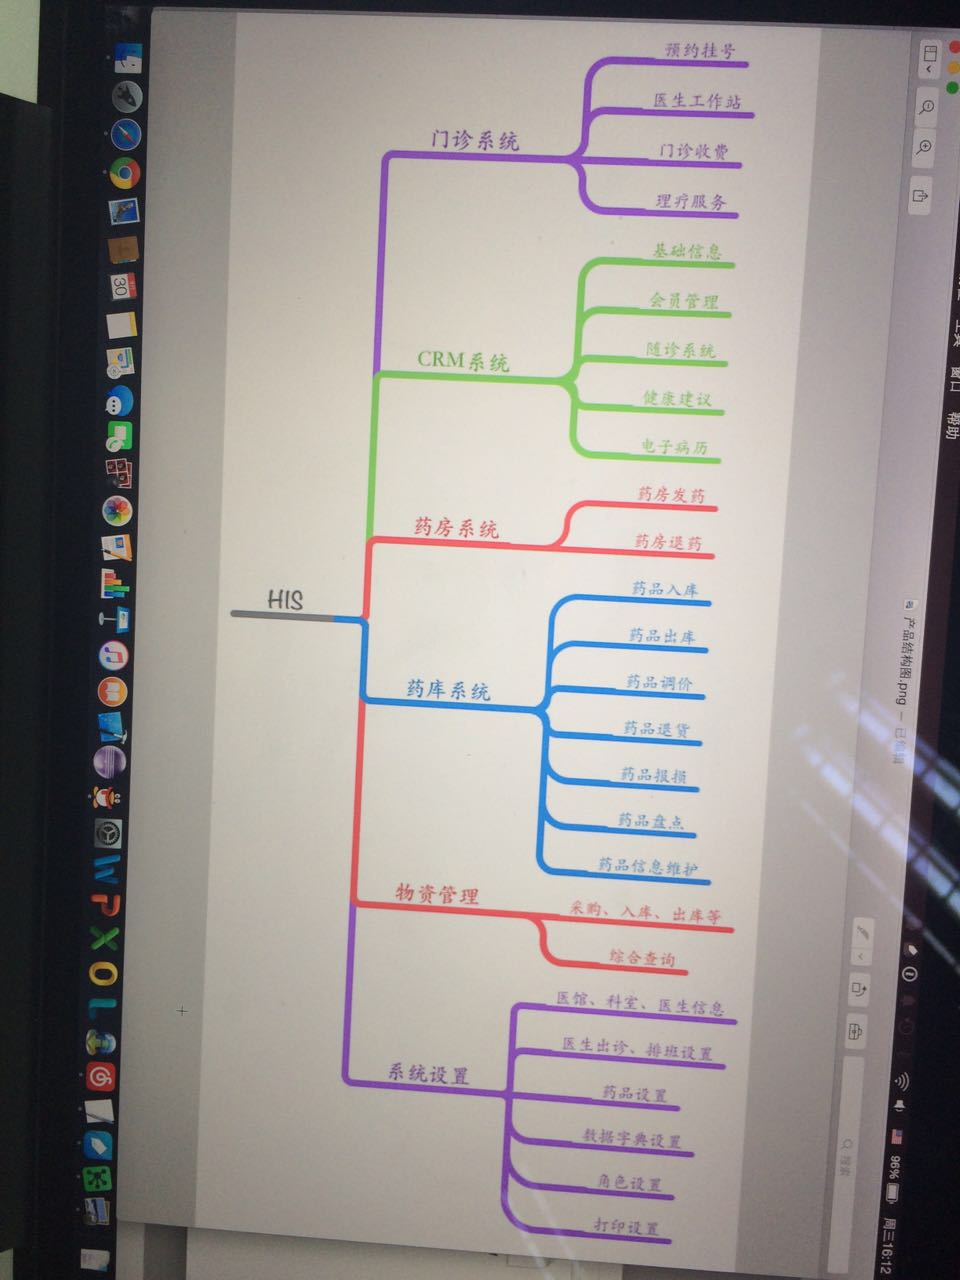 预约挂号
医生工作站
门诊系统
门诊收费
理疗服务
基础信息
会员管理
CRM系统
随诊系统
健康建议
电子病历
药房发药
药房系统
药房退药
HIS
药品入库
药品出库
药库系统
药品调价
药品退货
药品报损
药品盘点
药品信息维护
物资管理
采购、入库、出库等
综合查询
医馆、科室、医生信息
医生出诊、排班设置
系统设置
药品设置
数据字典设置
角色设置
打印设置
窗口 帮助
产品结构图.png — 已编辑
搜索
96%
周三16:12
30